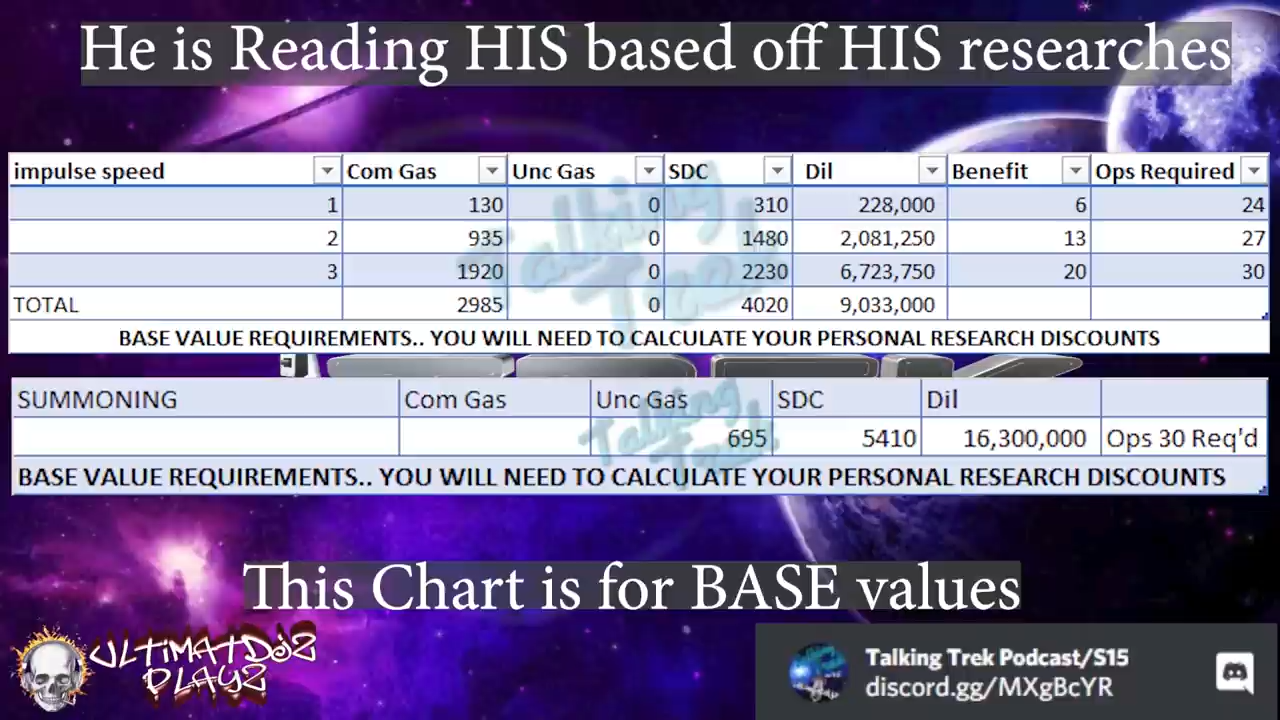 He is Reading HIS based off HIS researches
impulse speed Com Gas Unc Gas SDC Dil Benefit Ops Required
1 130 0 310 228,000 6 24
2 935 0 1480 2,081,250 13 27
3 1920 0 2230 6,723,750 20 30
TOTAL 2985 0 4020 9,033,000
BASE VALUE REQUIREMENTS.. YOU WILL NEED TO CALCULATE YOUR PERSONAL RESEARCH DISCOUNTS
Talking Trek
SUMMONING Com Gas Unc Gas SDC Dil
695 5410 16,300,000 Ops 30 Req'd
BASE VALUE REQUIREMENTS.. YOU WILL NEED TO CALCULATE YOUR PERSONAL RESEARCH DISCOUNTS
Talking Trek
This Chart is for BASE values
ULTIMATDJZ
PLAYZ
Talking Trek Podcast/S15
discord.gg/MXgBcYR